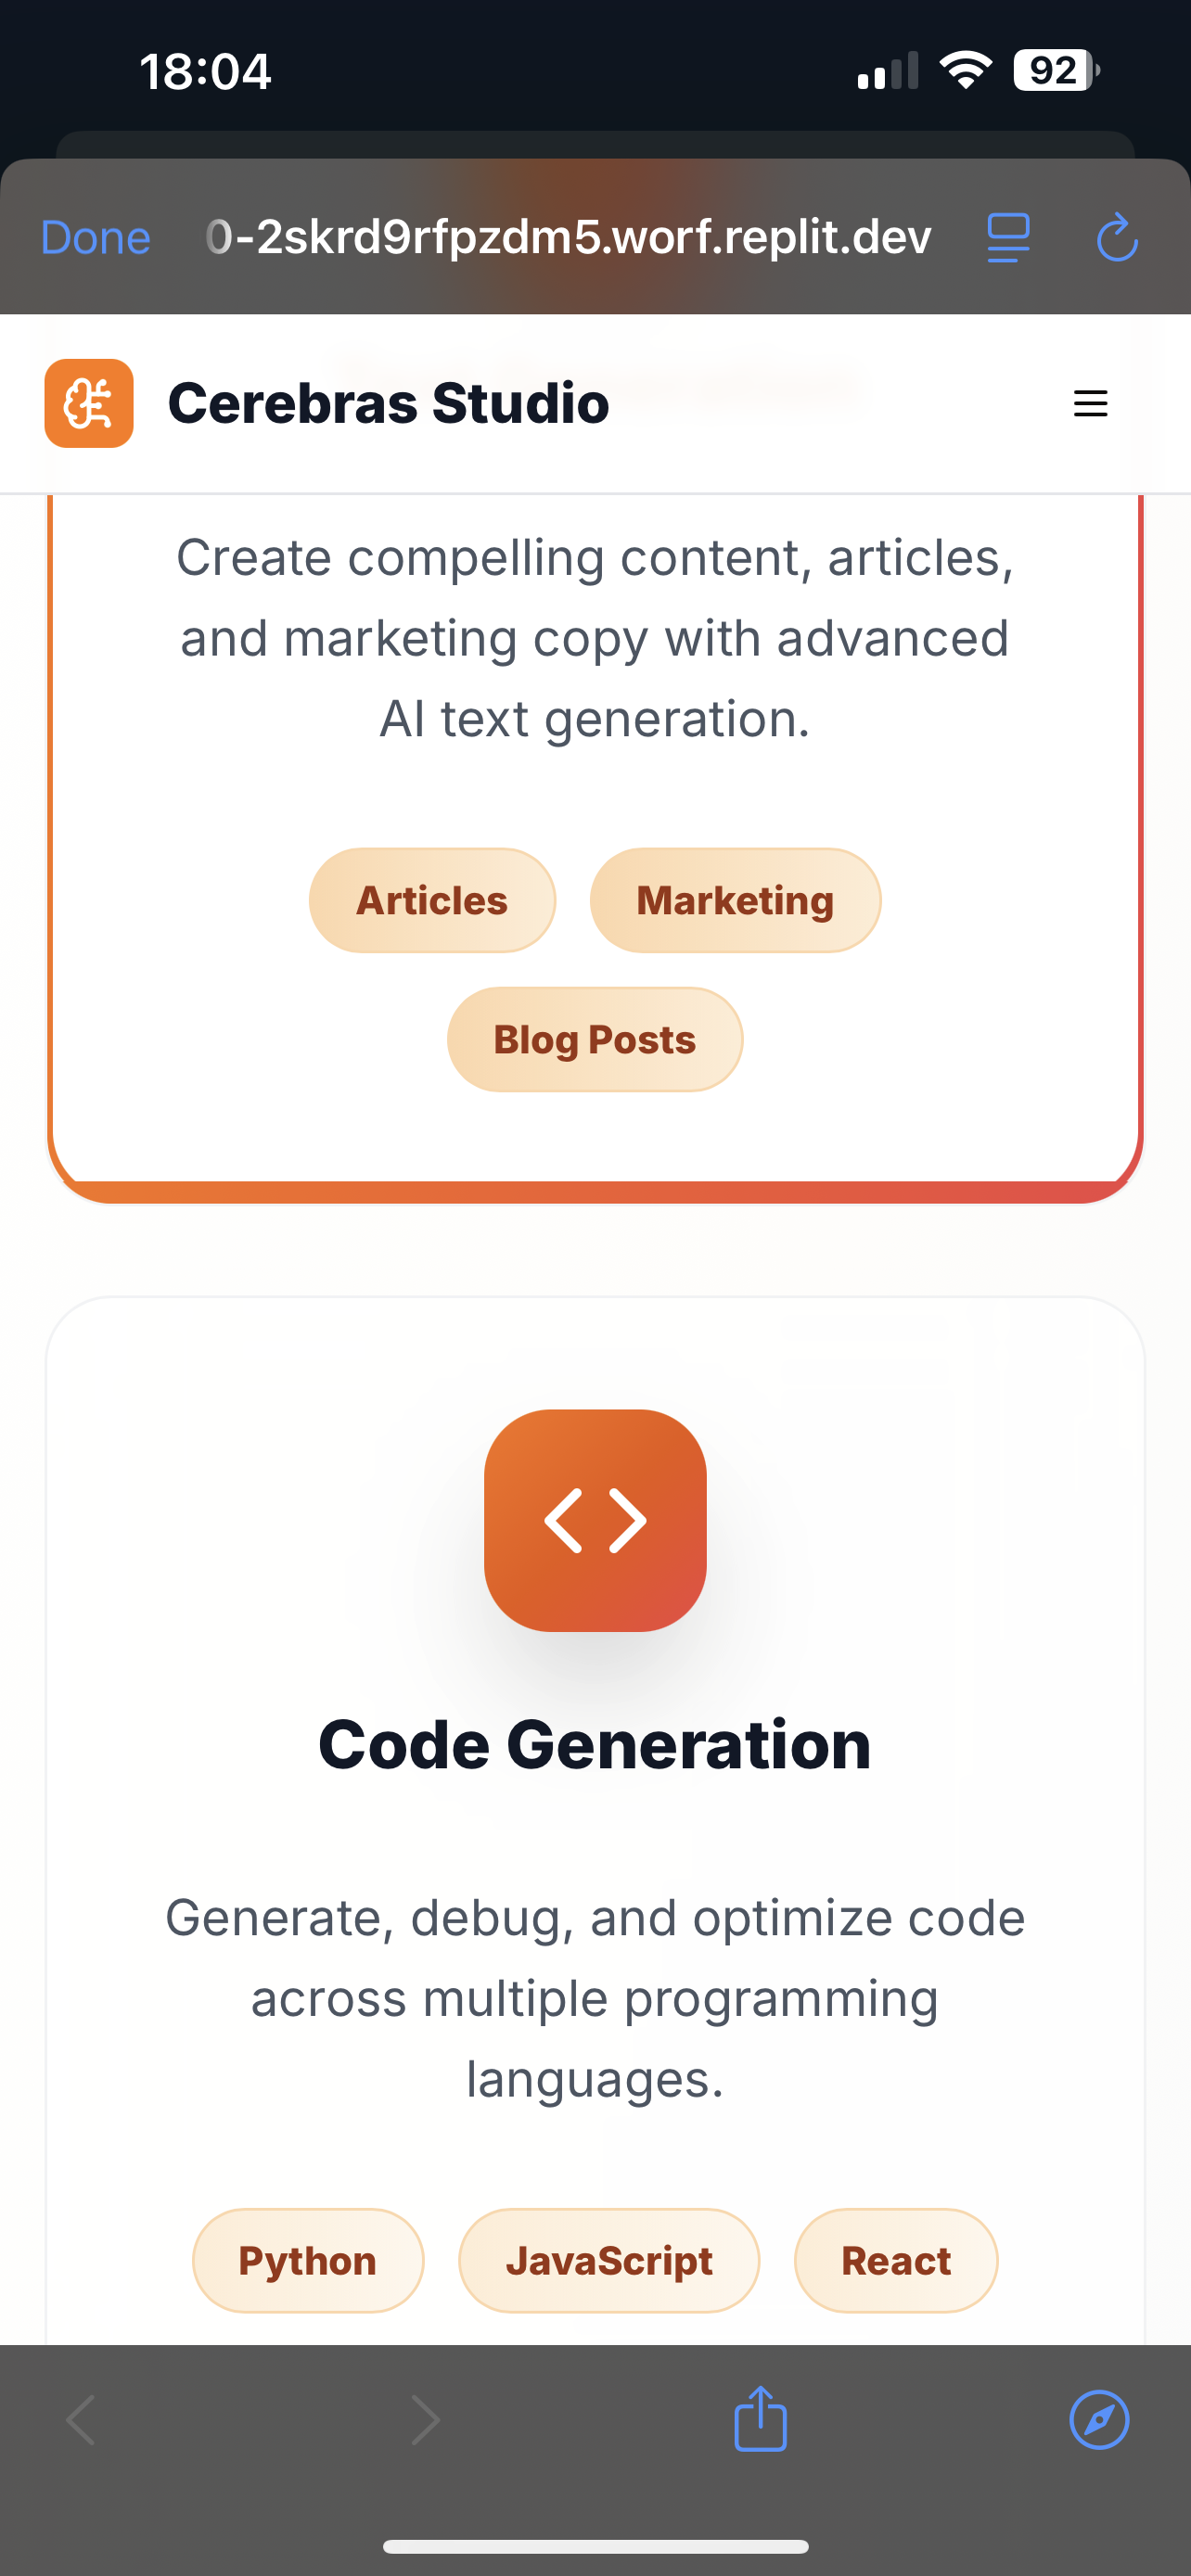 18:04
92
Done
0-2skrd9rfpzdm5.worf.replit.dev
Cerebras Studio
Create compelling content, articles,
and marketing copy with advanced
AI text generation.
Articles
Marketing
Blog Posts
Code Generation
Generate, debug, and optimize code
across multiple programming
languages.
Python
JavaScript
React